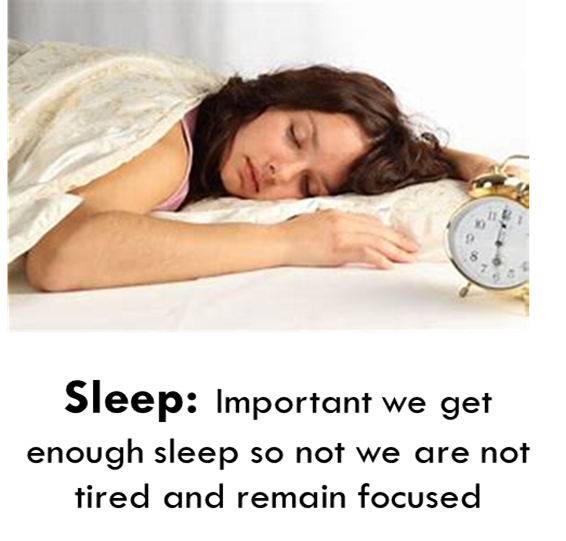 Sleep: Important we get
enough sleep so not we are not
tired and remain focused